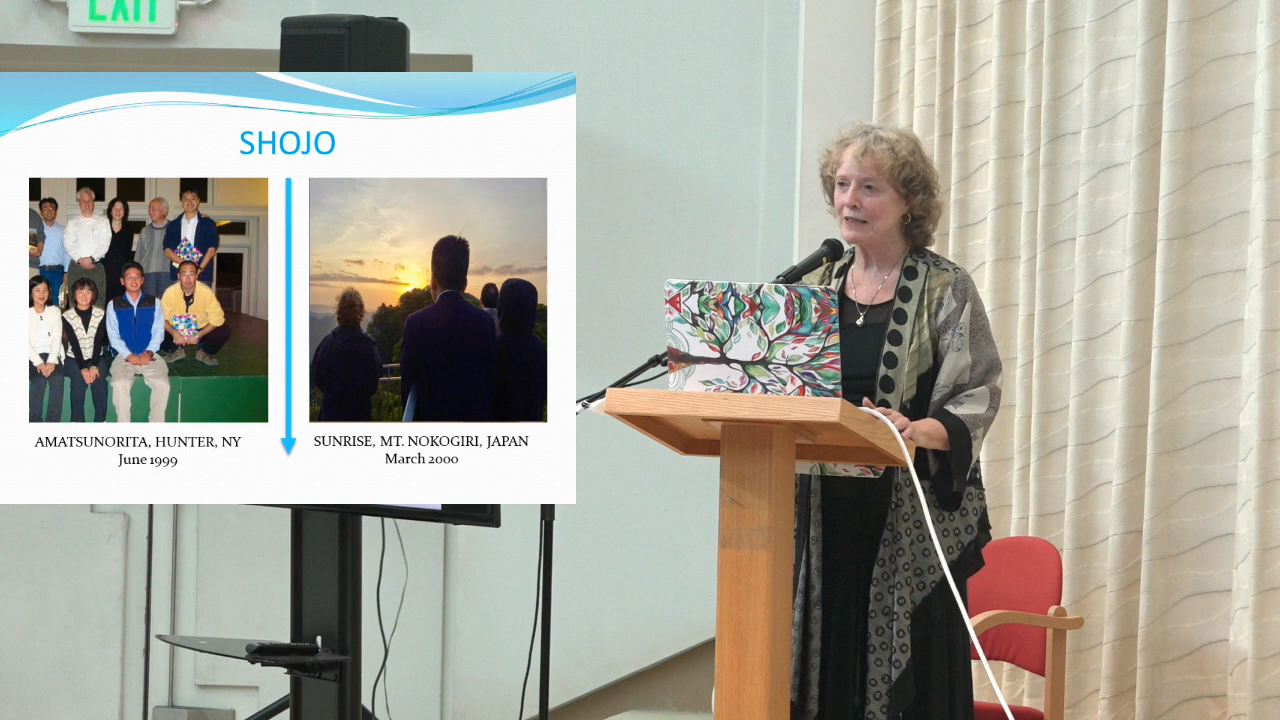 EXIT
SHOJO
AMATSUNORITA, HUNTER, NY
June 1999
SUNRISE, MT. NOKOGIRI, JAPAN
March 2000